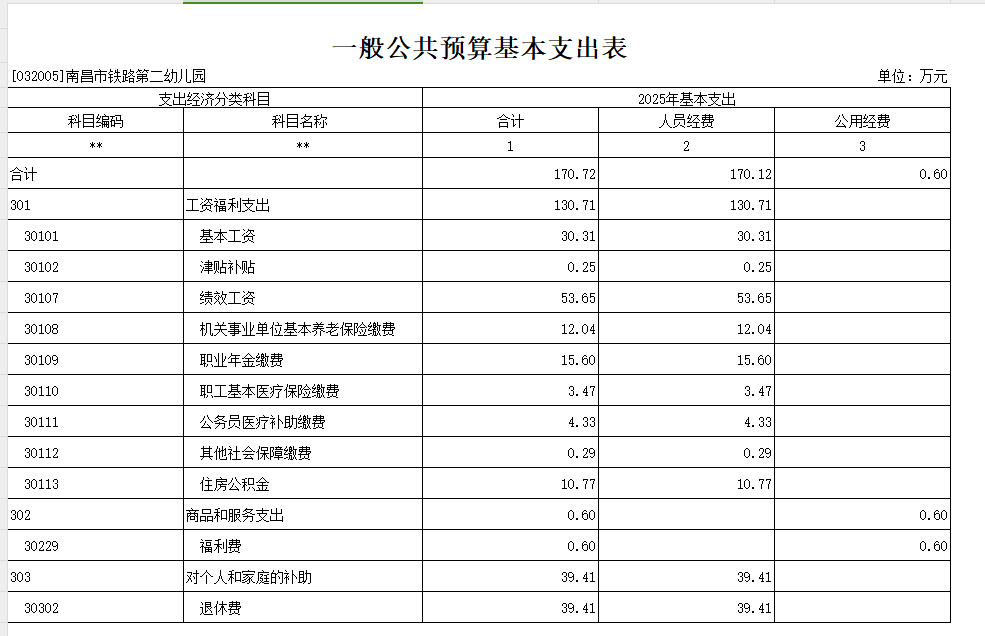 一般公共预算基本支出表
[032005]南昌市铁路第二幼儿园 单位：万元
支出经济分类科目 2025年基本支出
科目编码 科目名称 合计 人员经费 公用经费
** ** 1 2 3
合计 170.72 170.12 0.60
301 工资福利支出 130.71 130.71
30101 基本工资 30.31 30.31
30102 津贴补贴 0.25 0.25
30107 绩效工资 53.65 53.65
30108 机关事业单位基本养老保险缴费 12.04 12.04
30109 职业年金缴费 15.60 15.60
30110 职工基本医疗保险缴费 3.47 3.47
30111 公务员医疗补助缴费 4.33 4.33
30112 其他社会保障缴费 0.29 0.29
30113 住房公积金 10.77 10.77
302 商品和服务支出 0.60 0.60
30229 福利费 0.60 0.60
303 对个人和家庭的补助 39.41 39.41
30302 退休费 39.41 39.41